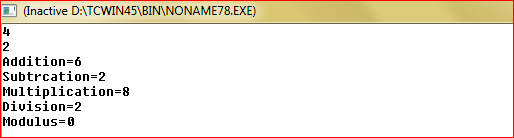 (Inactive D:\TCWIN45\BIN\NONAME78.EXE)
4
2
Addition=6
Subtrcation=2
Multiplication=8
Division=2
Modulus=0